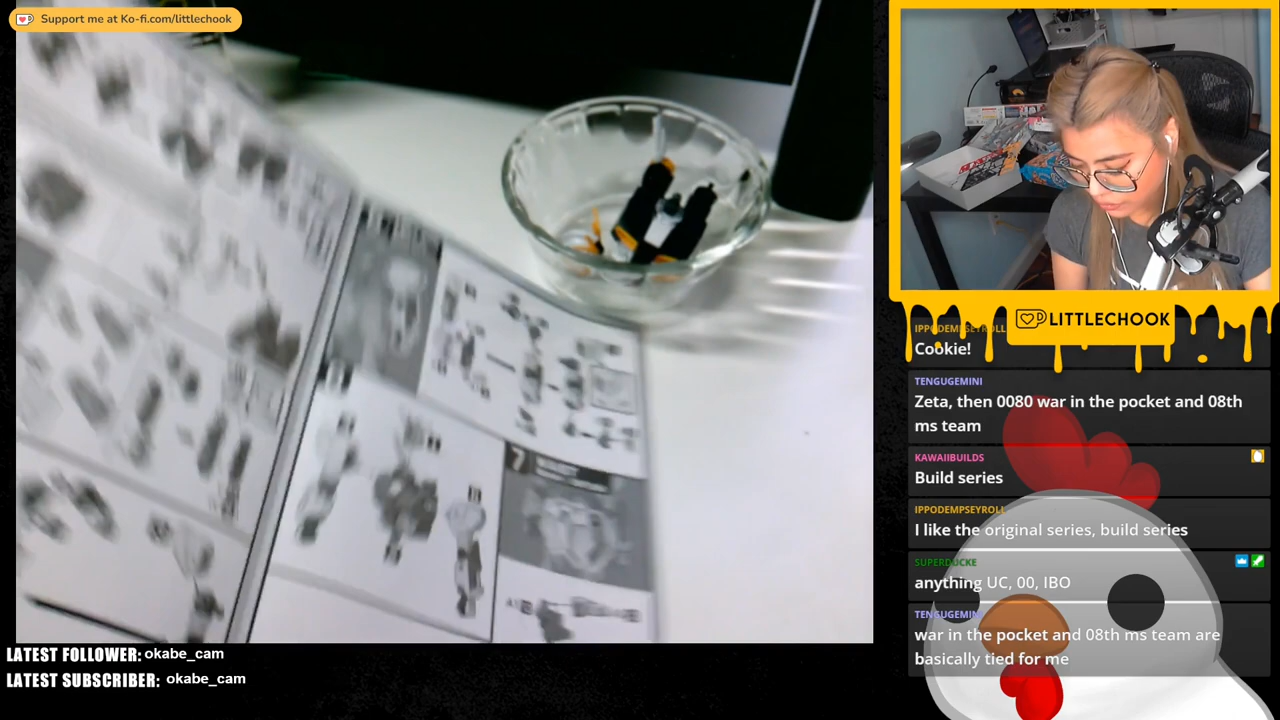 Support me at Ko-fi.com/littlechook
LITTLECHOOK
IPPODEMPSEYROLL
Cookie!
TENGUGEMINI
Zeta, then 0080 war in the pocket and 08th
ms team
KAWAIIBUILDS
Build series
IPPODEMPSEYROLL
I like the original series, build series
SUPERDOCKE
anything UC, 00, IBO
TENGUGEMINI
war in the pocket and 08th ms team are
basically tied for me
7
LATEST FOLLOWER: okabe_cam
LATEST SUBSCRIBER: okabe_cam